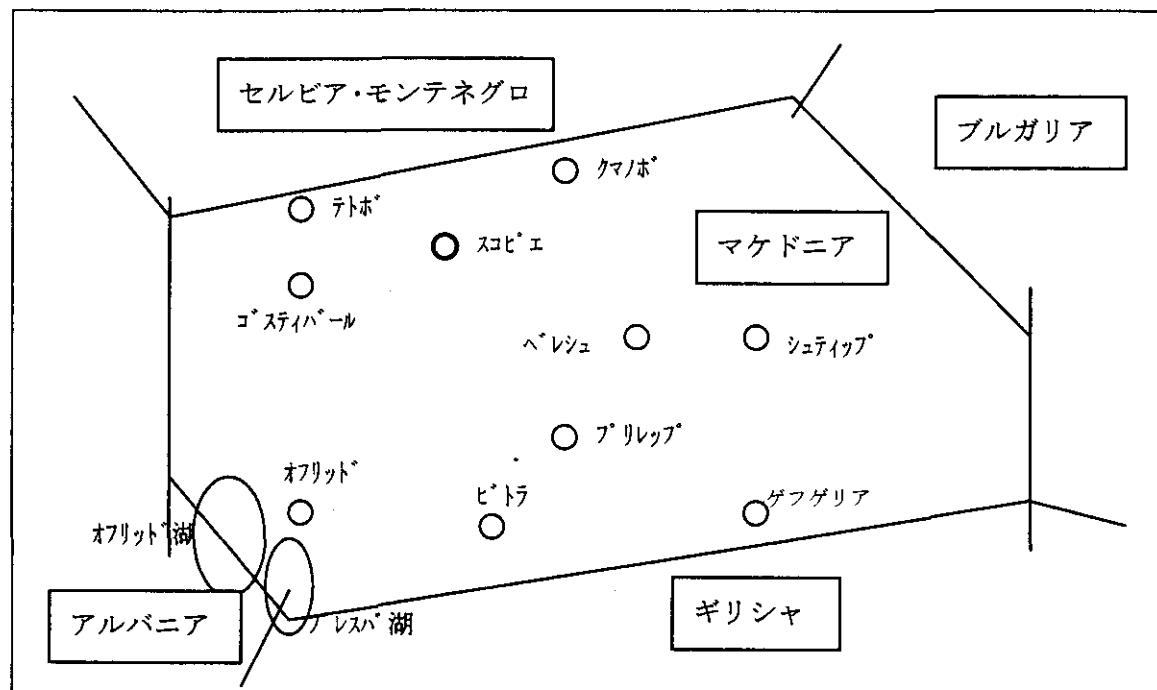 セルビア・モンテネグロ
ブルガリア
クマノボ
テトボ
マケドニア
スコピエ
ゴスティバール
ベレシュ
シュティップ
プリレップ
オフリッド
ビトラ
ゲフゲリア
オフリッド湖
アルバニア
ギリシャ
レスパ湖